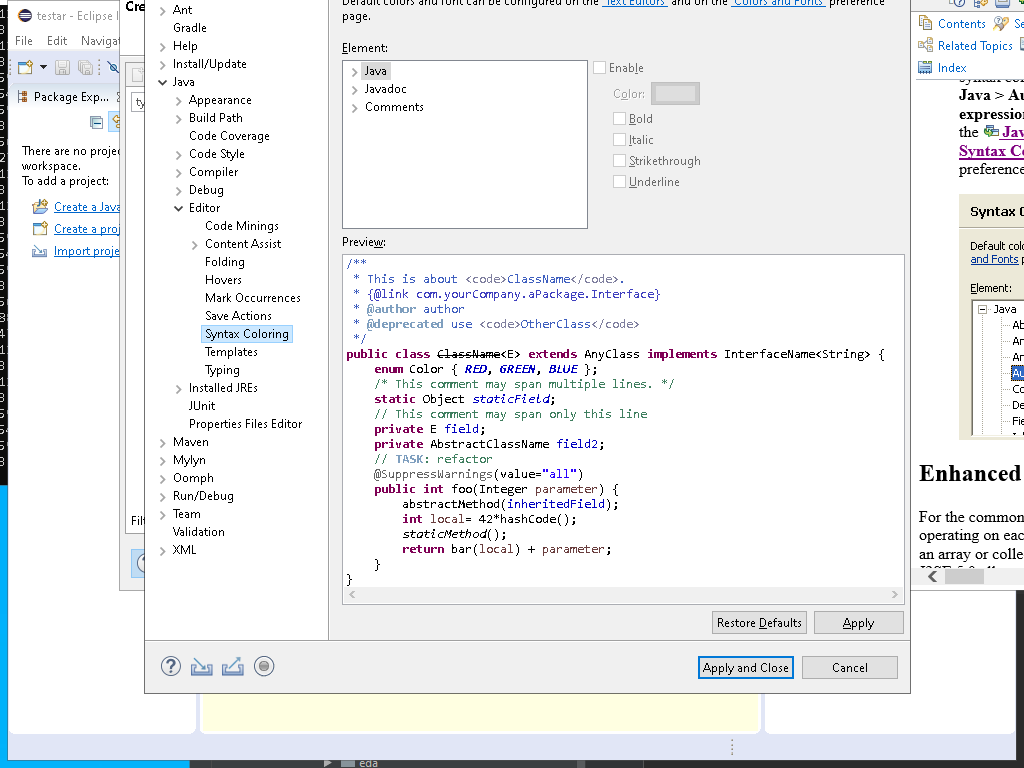 testar - Eclipse I
File Edit Navigat
Package Exp...
There are no proje
workspace.
To add a project:
Create a Java
Create a proj
Import proje
Cre
ty
Filt
Ant
Gradle
Help
Install/Update
Java
Appearance
Build Path
Code Coverage
Code Style
Compiler
Debug
Editor
Code Minings
Content Assist
Folding
Hovers
Mark Occurrences
Save Actions
Syntax Coloring
Templates
Typing
Installed JREs
JUnit
Properties Files Editor
Maven
Mylyn
Oomph
Run/Debug
Team
Validation
XML
Default colors and font can be configured on the 'Text Editors' and on the 'Colors and Fonts' preference
page.
Element:
Java
Javadoc
Comments
Enable
Color:
Bold
Italic
Strikethrough
Underline
Preview:
/**
 * This is about <code>ClassName</code>.
 * {@link com.yourCompany.aPackage.Interface}
 * @author author
 * @deprecated use <code>OtherClass</code>
 */
public class ClassName<E> extends AnyClass implements InterfaceName<String> {
    enum Color { RED, GREEN, BLUE };
    /* This comment may span multiple lines. */
    static Object staticField;
    // This comment may span only this line
    private E field;
    private AbstractClassName field2;
    // TASK: refactor
    @SuppressWarnings(value="all")
    public int foo(Integer parameter) {
        abstractMethod(inheritedField);
        int local= 42*hashCode();
        staticMethod();
        return bar(local) + parameter;
    }
}
Restore Defaults
Apply
Apply and Close
Cancel
Contents
Se
Related Topics
Index
Java > Au
expression
the Jav
Syntax Co
preference
Syntax C
Default colo
and Fonts p
Element:
Java
Ab
An
An
Au
Co
De
Fie
Enhanced
For the common
operating on eac
an array or colle
eda